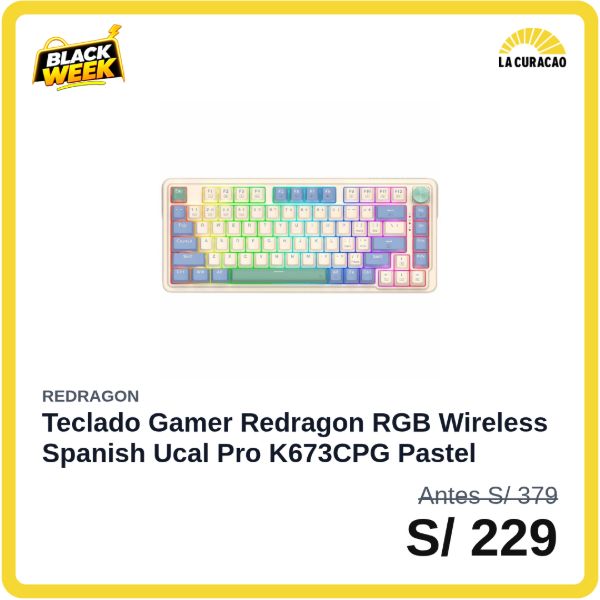 BLACK
WEEK
LA CURACAO
REDRAGON
Teclado Gamer Redragon RGB Wireless
Spanish Ucal Pro K673CPG Pastel
Antes S/ 379
S/ 229